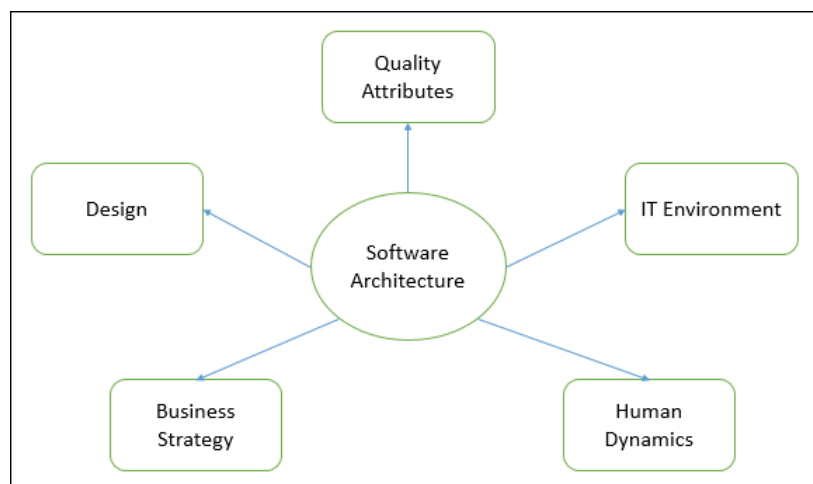 Quality
Attributes
Design
IT Environment
Software
Architecture
Business
Strategy
Human
Dynamics